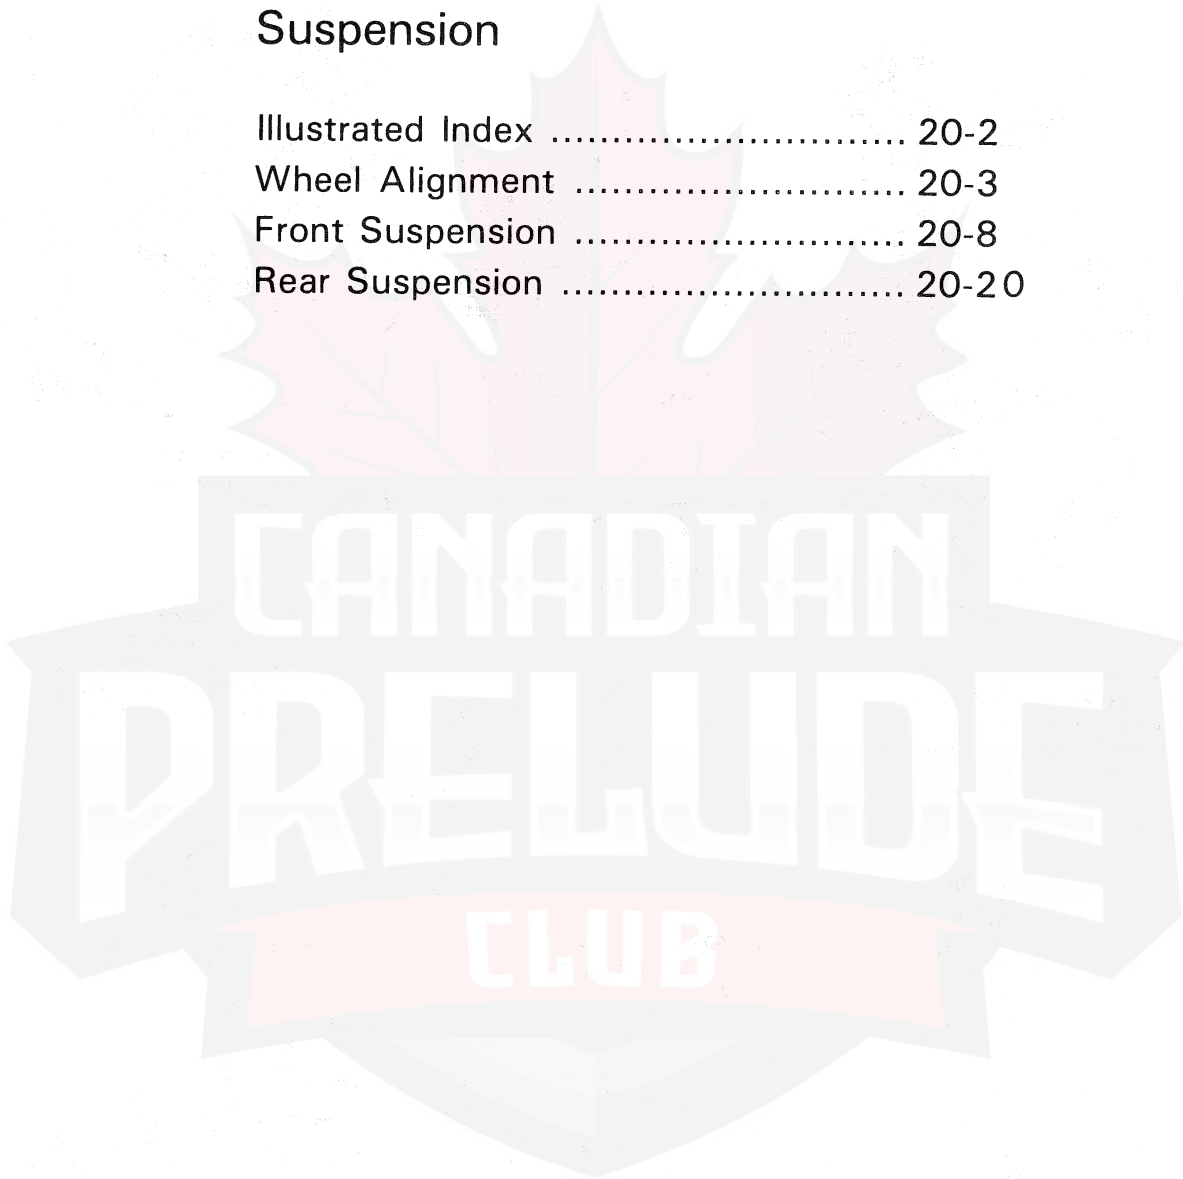 Suspension
Illustrated Index ............................. 20-2
Wheel Alignment ........................... 20-3
Front Suspension ........................... 20-8
Rear Suspension ............................ 20-20
CANADIAN
PRELUDE
CLUB